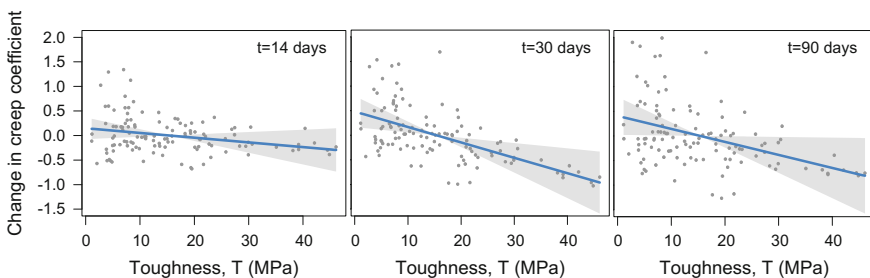 Change in creep coefficient
2.0
1.5
1.0
0.5
0.0
-0.5
-1.0
-1.5
t=14 days
t=30 days
t=90 days
0 10 20 30 40
0 10 20 30 40
0 10 20 30 40
Toughness, T (MPa)
Toughness, T (MPa)
Toughness, T (MPa)